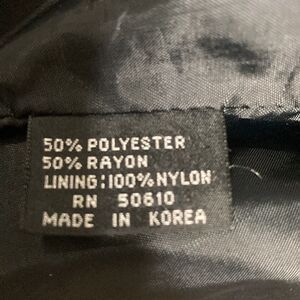 50% POLYESTER
50% RAYON
LINING:100%NYLON
RN 50610
MADE IN KOREA